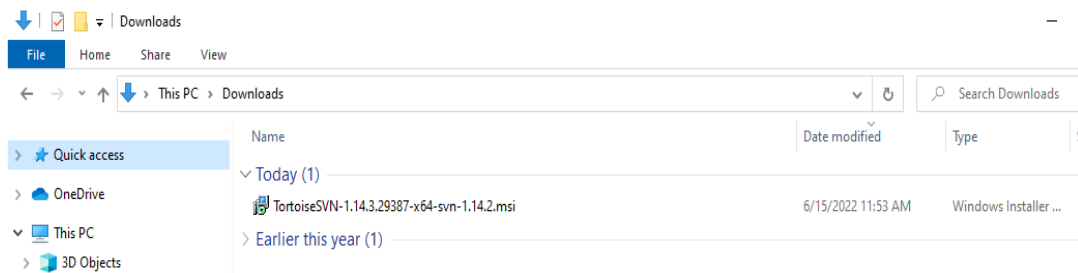 Downloads
File Home Share View
This PC Downloads Search Downloads
Name Date modified Type
Quick access
Today (1)
OneDrive
TortoiseSVN-1.14.3.29387-x64-svn-1.14.2.msi 6/15/2022 11:53 AM Windows Installer ...
This PC
Earlier this year (1)
3D Objects